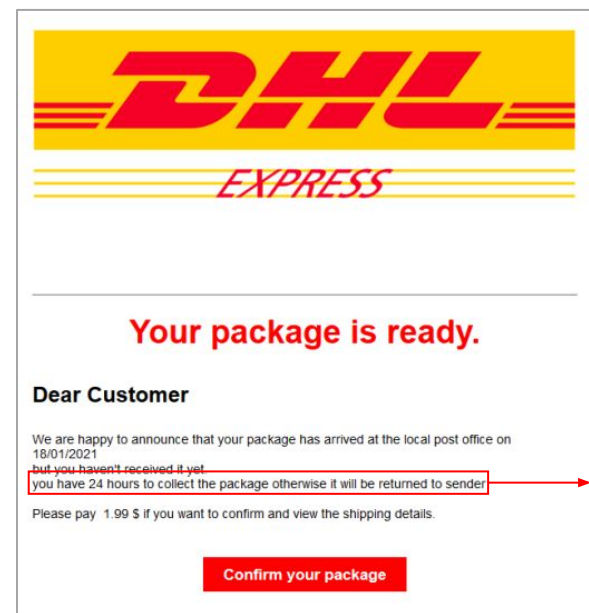 DHL
EXPRESS
Your package is ready.
Dear Customer
We are happy to announce that your package has arrived at the local post office on
18/01/2021
but you haven't received it yet.
you have 24 hours to collect the package otherwise it will be returned to sender
Please pay 1.99 $ if you want to confirm and view the shipping details.
Confirm your package